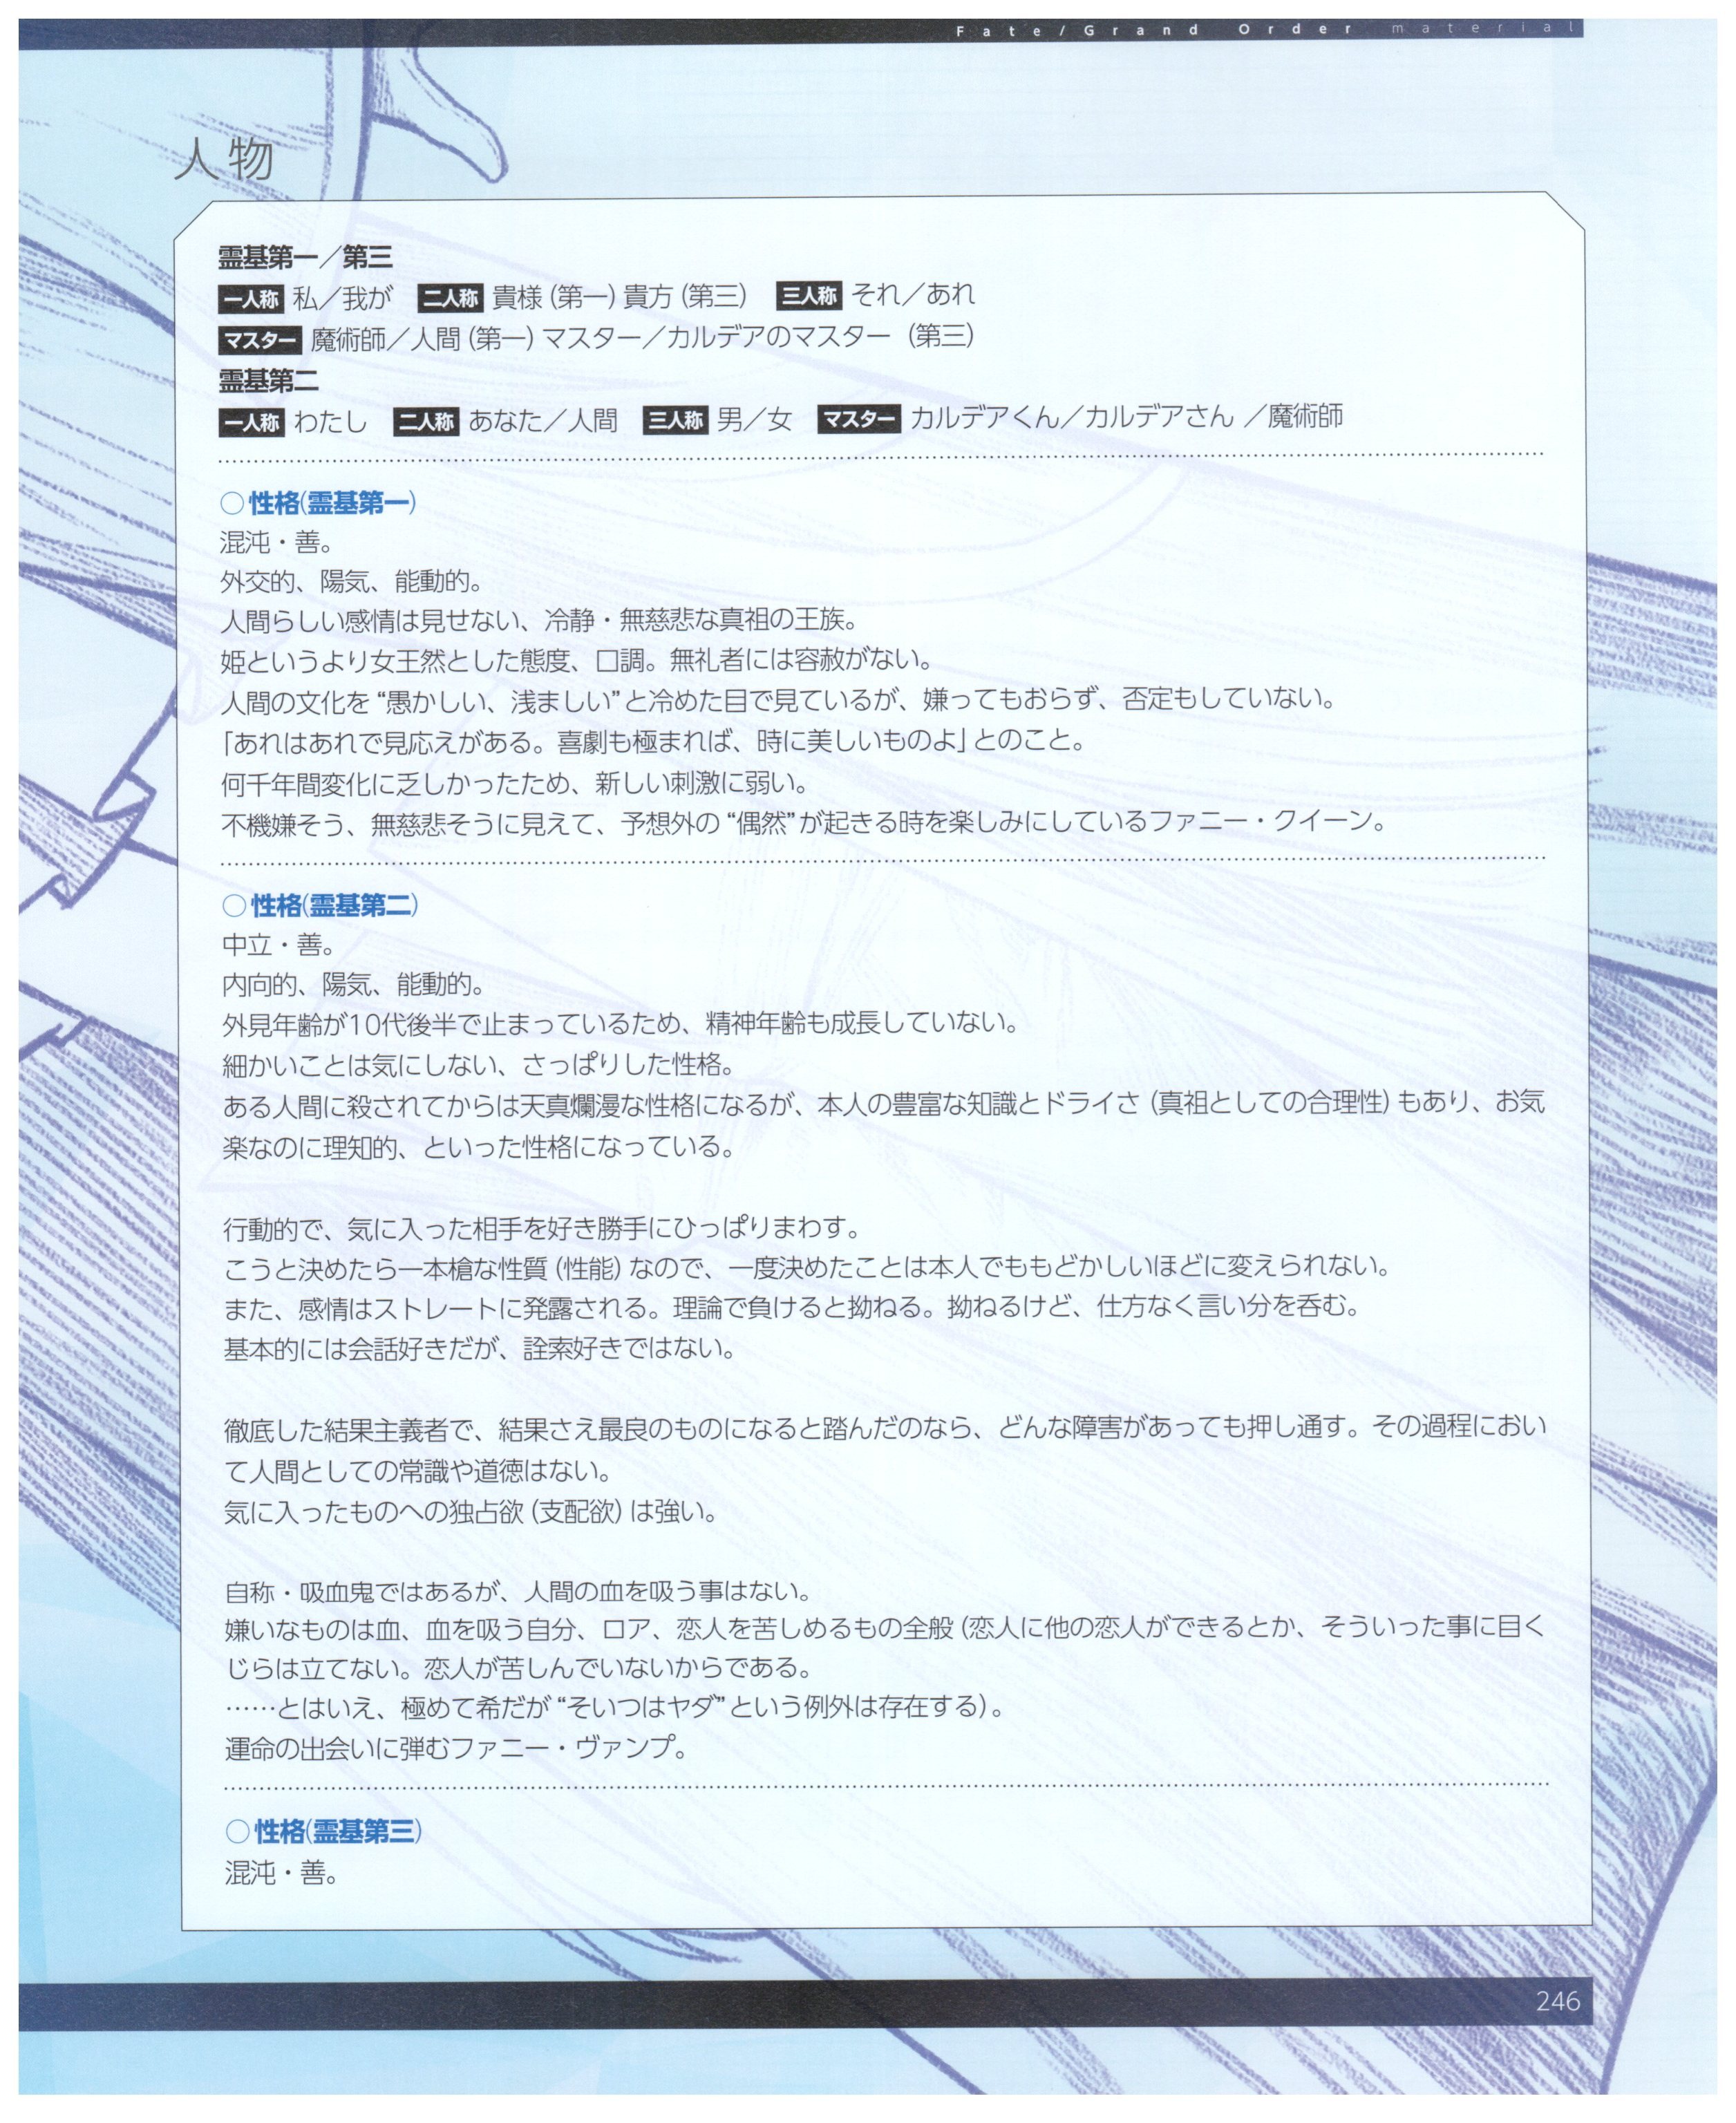 Fate/Grand Order material
人物
霊基第一／第三
一人称 私／我が 二人称 貴様（第一）貴方（第三） 三人称 それ／あれ
マスター 魔術師／人間（第一）マスター／カルデアのマスター（第三）
霊基第二
一人称 わたし 二人称 あなた／人間 三人称 男／女 マスター カルデアくん／カルデアさん／魔術師
○性格（霊基第一）
混沌・善。
外交的、陽気、能動的。
人間らしい感情は見せない、冷静・無慈悲な真祖の王族。
姫というより女王然とした態度、口調。無礼者には容赦がない。
人間の文化を“愚かしい、浅ましい”と冷めた目で見ているが、嫌ってもおらず、否定もしていない。
「あれはあれで見応えがある。喜劇も極まれば、時に美しいものよ」とのこと。
何千年間変化に乏しかったため、新しい刺激に弱い。
不機嫌そう、無慈悲そうに見えて、予想外の“偶然”が起きる時を楽しみにしているファニー・クイーン。
○性格（霊基第二）
中立・善。
内向的、陽気、能動的。
外見年齢が10代後半で止まっているため、精神年齢も成長していない。
細かいことは気にしない、さっぱりした性格。
ある人間に殺されてからは天真爛漫な性格になるが、本人の豊富な知識とドライさ（真祖としての合理性）もあり、お気
楽なのに理知的、といった性格になっている。
行動的で、気に入った相手を好き勝手にひっぱりまわす。
こうと決めたら一本槍な性質（性能）なので、一度決めたことは本人でももどかしいほどに変えられない。
また、感情はストレートに発露される。理論で負けると拗ねる。拗ねるけど、仕方なく言い分を呑む。
基本的には会話好きだが、詮索好きではない。
徹底した結果主義者で、結果さえ最良のものになると踏んだのなら、どんな障害があっても押し通す。その過程におい
て人間としての常識や道徳はない。
気に入ったものへの独占欲（支配欲）は強い。
自称・吸血鬼ではあるが、人間の血を吸う事はない。
嫌いなものは血、血を吸う自分、ロア、恋人を苦しめるもの全般（恋人に他の恋人ができるとか、そういった事に目く
じらは立てない。恋人が苦しんでいないからである。
……とはいえ、極めて希だが“そいつはヤダ”という例外は存在する）。
運命の出会いに弾むファニー・ヴァンプ。
○性格（霊基第三）
混沌・善。
246